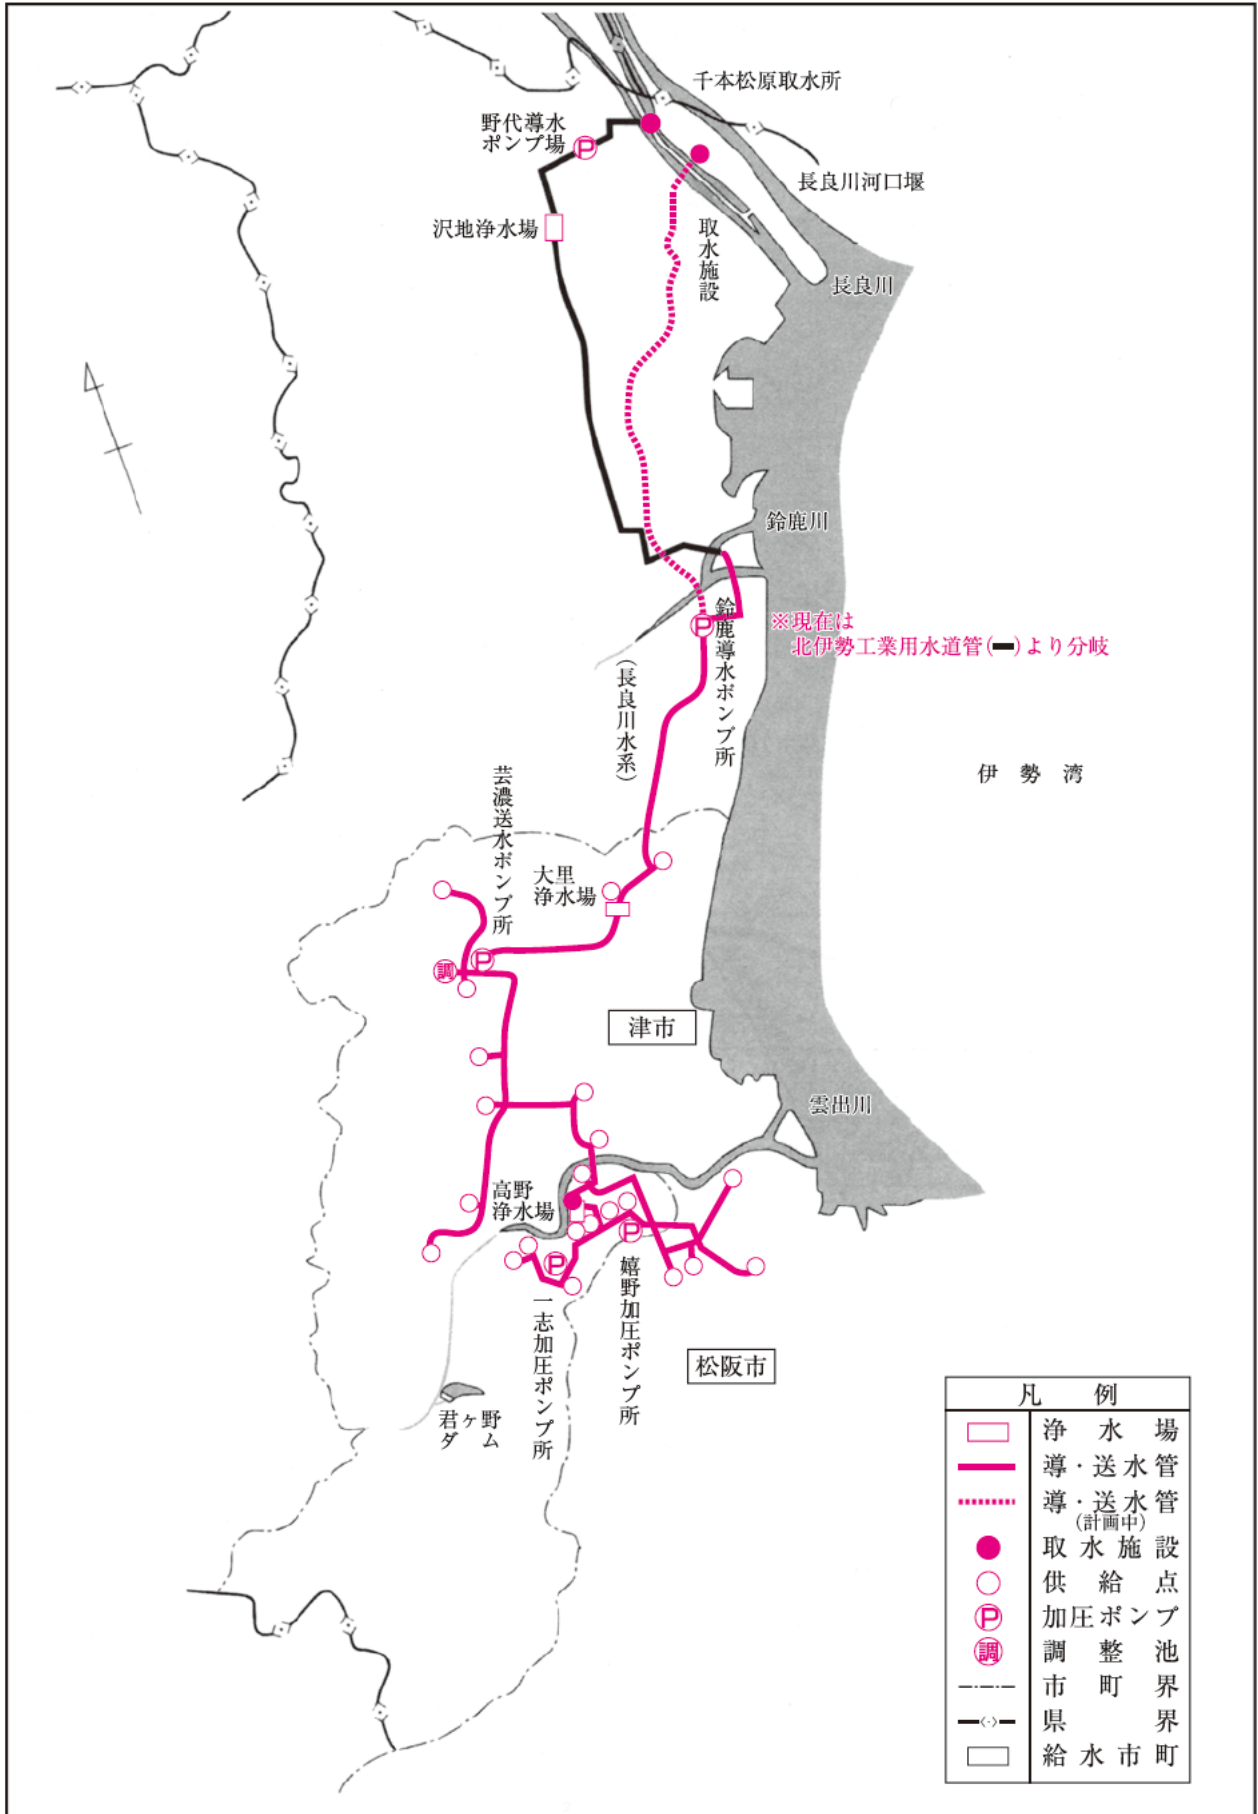 千本松原取水所
野代導水
ポンプ場
P
長良川河口堰
沢地浄水場
取水施設
長良川
鈴鹿川
鈴鹿導水ポンプ所
P
※現在は
北伊勢工業用水道管(━)より分岐
(長良川水系)
伊勢湾
芸濃送水ポンプ所
大里
浄水場
P
調
津市
雲出川
高野
浄水場
P
P
嬉野加圧ポンプ所
一志加圧ポンプ所
松阪市
君ヶ野
ダム
凡例
浄水場
導・送水管
導・送水管
(計画中)
取水施設
供給点
P 加圧ポンプ
調 調整池
市町界
県界
給水市町